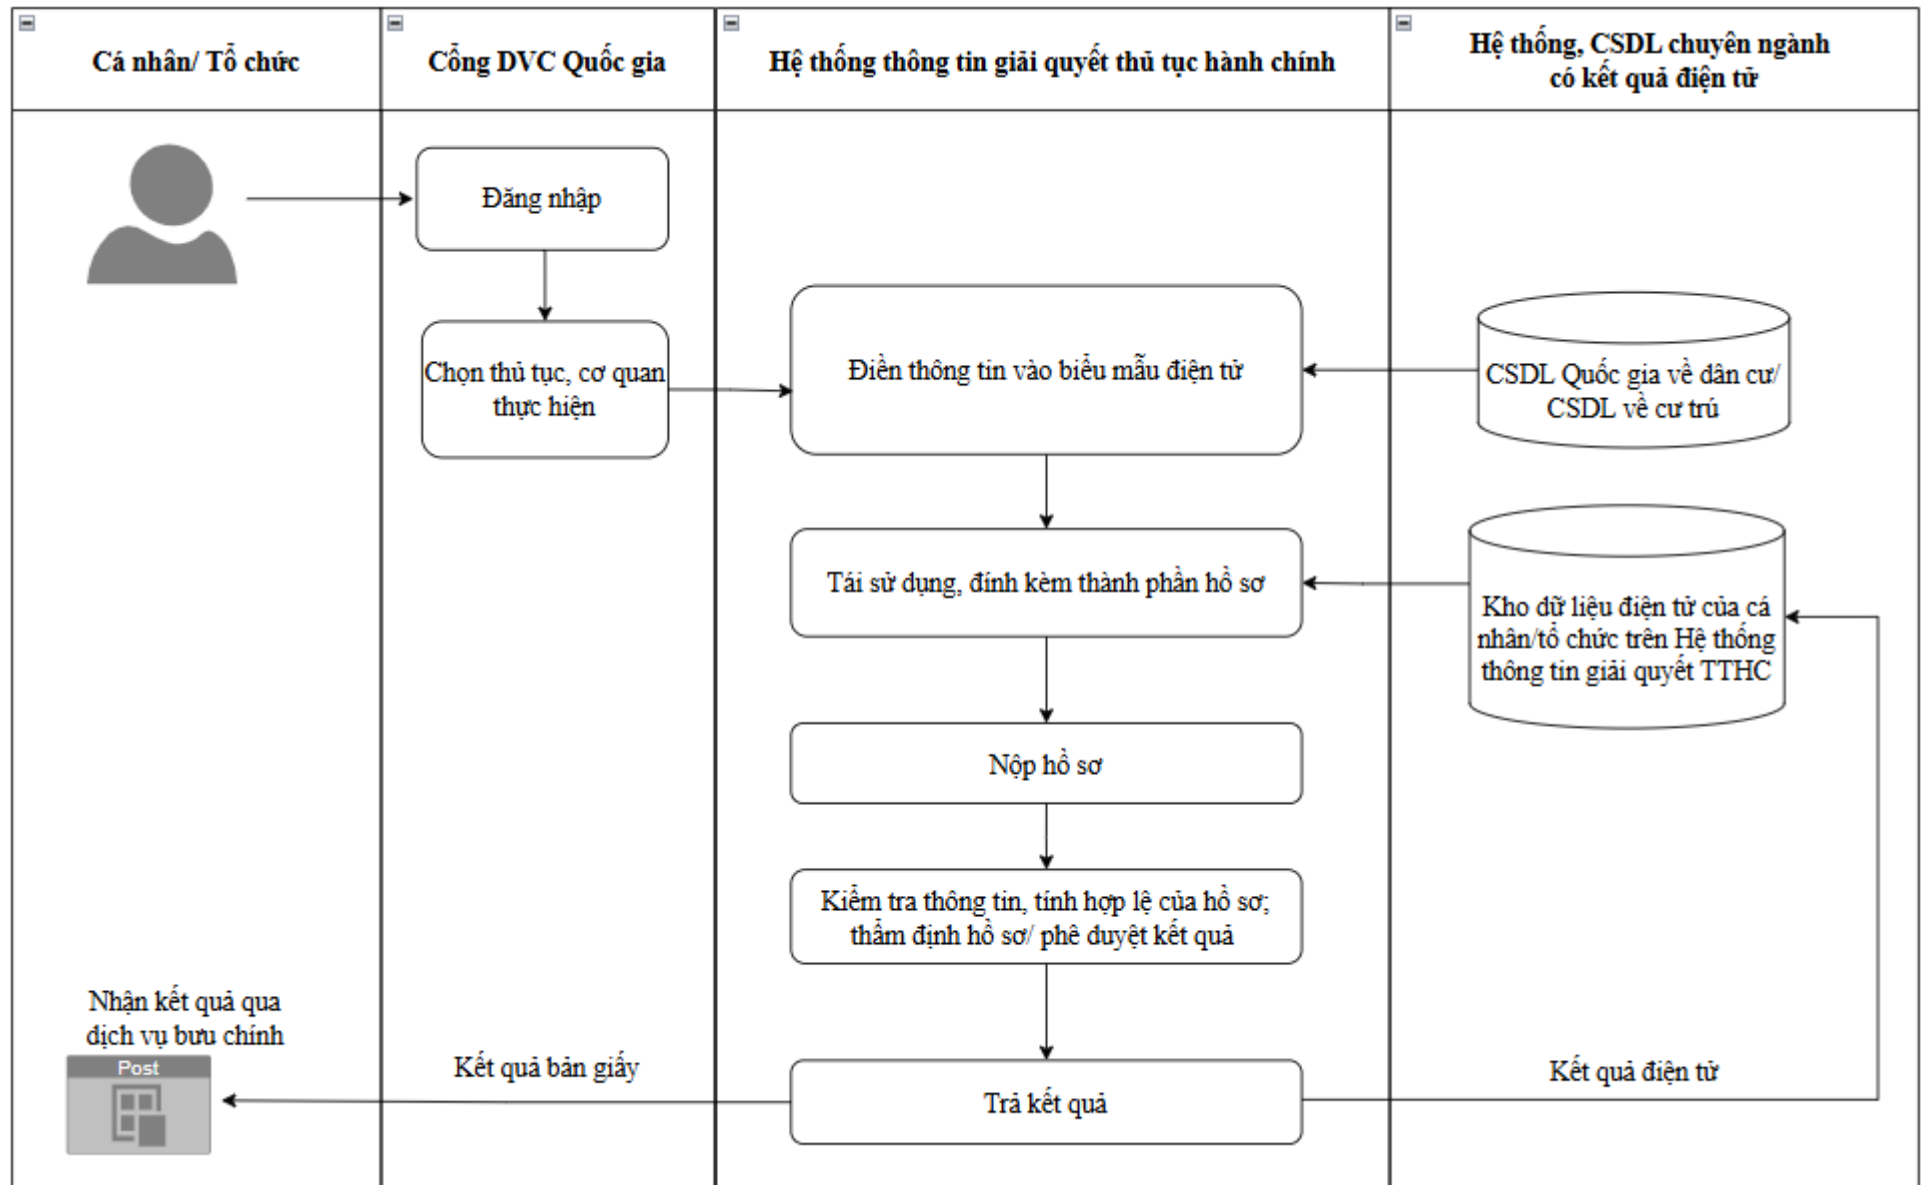 Cá nhân/ Tổ chức
Cổng DVC Quốc gia
Hệ thống thông tin giải quyết thủ tục hành chính
Hệ thống, CSDL chuyên ngành
có kết quả điện tử
Đăng nhập
Chọn thủ tục, cơ quan
thực hiện
Điền thông tin vào biểu mẫu điện tử
CSDL Quốc gia về dân cư/
CSDL về cư trú
Tái sử dụng, đính kèm thành phần hồ sơ
Kho dữ liệu điện tử của cá
nhân/tổ chức trên Hệ thống
thông tin giải quyết TTHC
Nộp hồ sơ
Kiểm tra thông tin, tính hợp lệ của hồ sơ;
thẩm định hồ sơ/ phê duyệt kết quả
Nhận kết quả qua
dịch vụ bưu chính
Post
Kết quả bản giấy
Trả kết quả
Kết quả điện tử